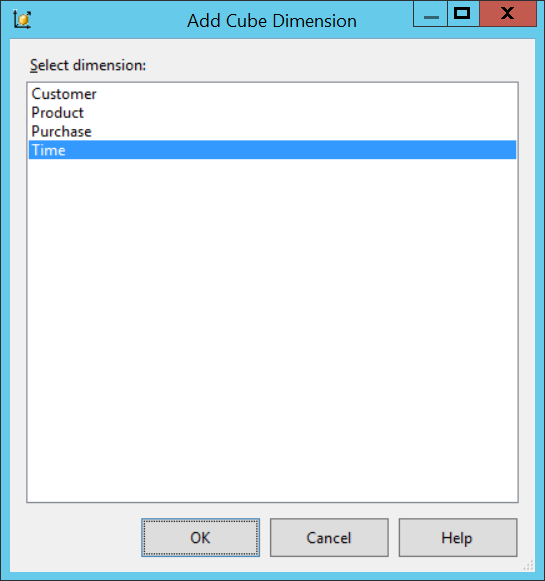 Add Cube Dimension
Select dimension:
Customer
Product
Purchase
Time
OK
Cancel
Help